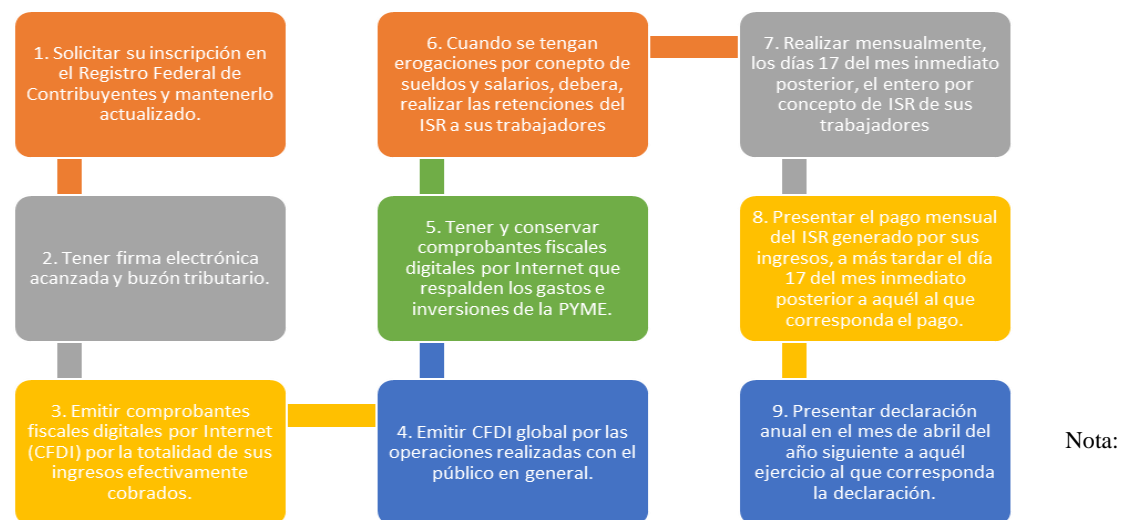 1. Solicitar su inscripción en
el Registro Federal de
Contribuyentes y mantenerlo
actualizado.
2. Tener firma electrónica
acanzada y buzón tributario.
3. Emitir comprobantes
fiscales digitales por Internet
(CFDI) por la totalidad de sus
ingresos efectivamente
cobrados.
4. Emitir CFDI global por las
operaciones realizadas con el
público en general.
5. Tener y conservar
comprobantes fiscales
digitales por Internet que
respalden los gastos e
inversiones de la PYME.
6. Cuando se tengan
erogaciones por conepto de
sueldos y salarios, debera,
realizar las retenciones del
ISR a sus trabajadores
7. Realizar mensualmente,
los días 17 del mes inmediato
posterior, el entero por
concepto de ISR de sus
trabajadores
8. Presentar el pago mensual
del ISR generado por sus
ingresos, a más tardar el día
17 del mes inmediato
posterior a aquél al que
corresponda el pago.
9. Presentar declaración
anual en el mes de abril del
año siguiente a aquél
ejercicio al que corresponda
la declaración.
Nota: